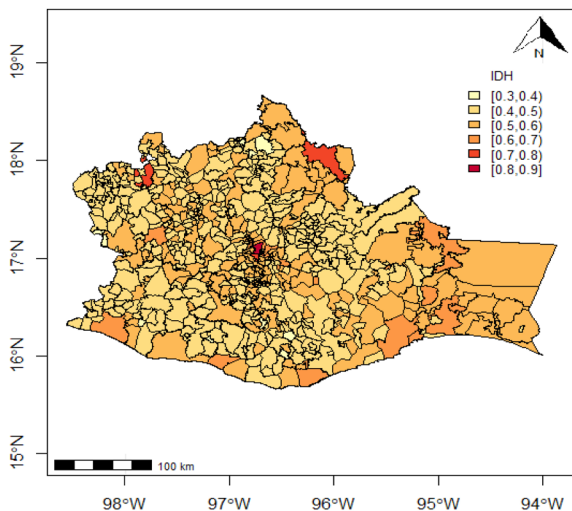 19°N
N
IDH
[0.3,0.4)
[0.4,0.5)
[0.5,0.6)
[0.6,0.7)
[0.7,0.8)
[0.8,0.9]
18°N
17°N
16°N
15°N
100 km
98°W
97°W
96°W
95°W
94°W